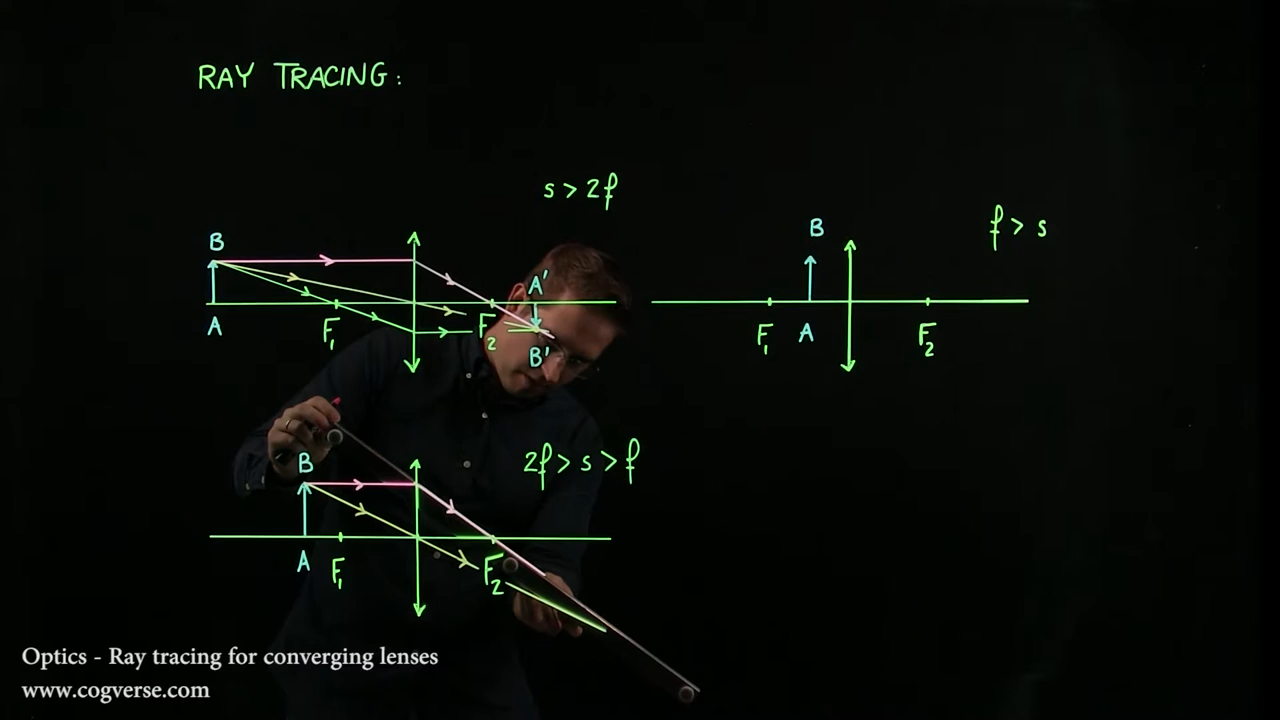 RAY TRACING:
s > 2f
B
A
F₁
F₂
A'
B'
f > s
B
F₁
A
F₂
2f > s > f
B
A
F₁
F₂
Optics - Ray tracing for converging lenses
www.cogverse.com